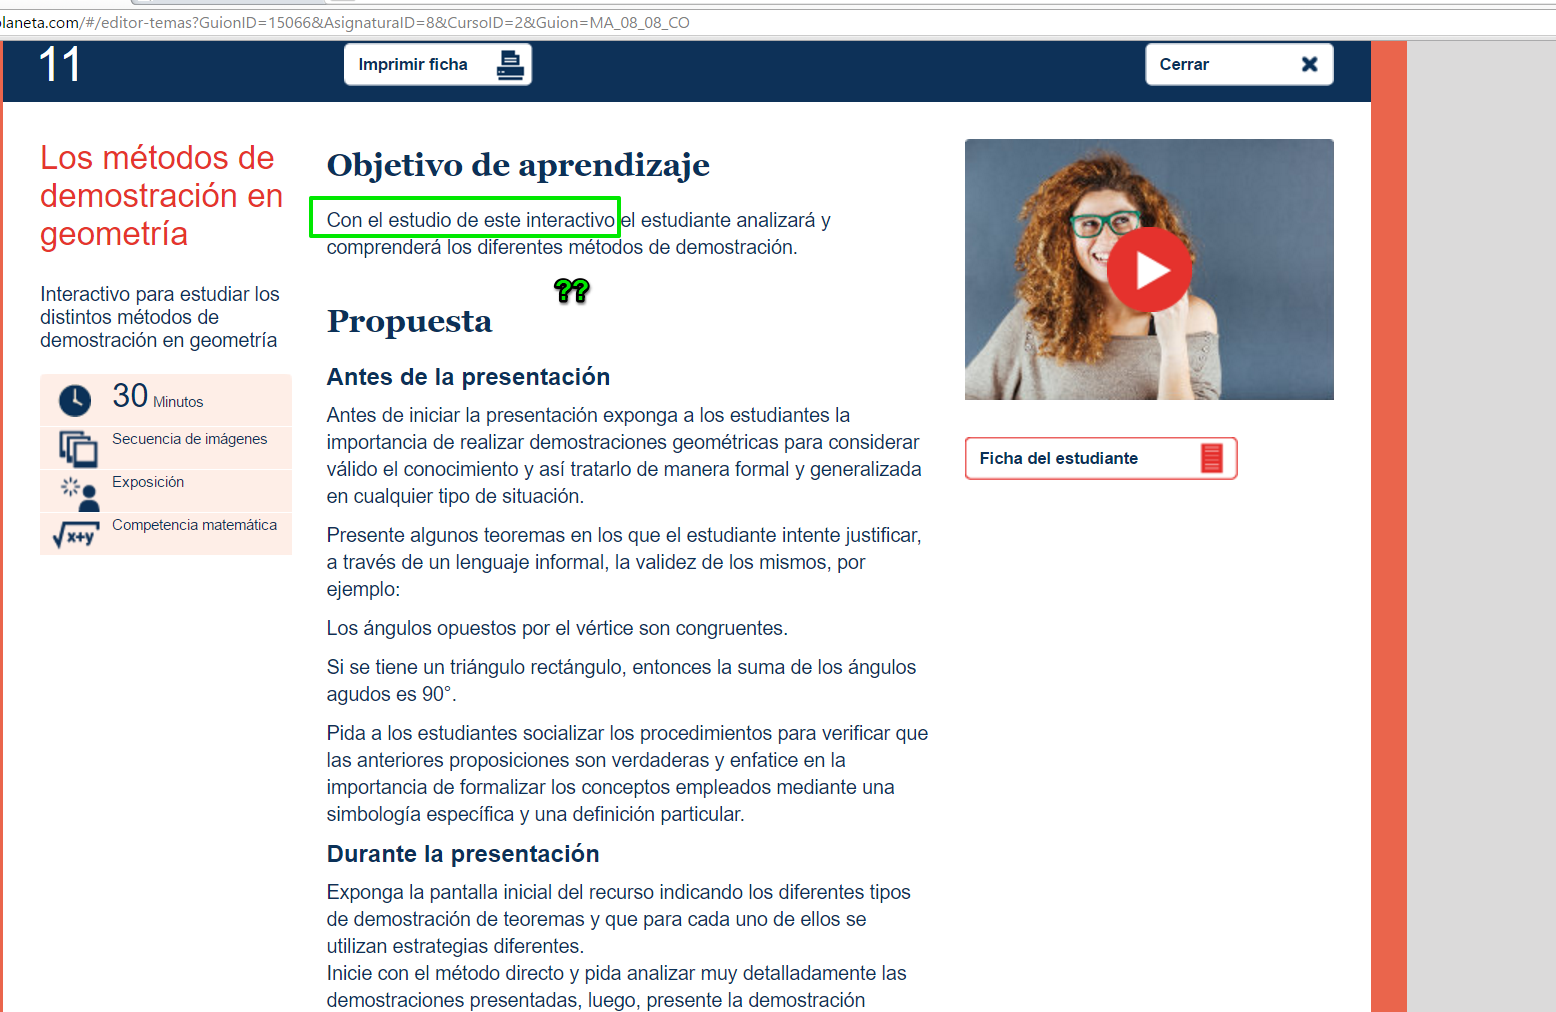 laneta.com/#/editor-temas?GuionID=15066&AsignaturaID=8&CursoID=2&Guion=MA_08_08_CO
11
Imprimir ficha
Cerrar
Los métodos de
demostración en
geometría
Interactivo para estudiar los
distintos métodos de
demostración en geometría
30 Minutos
Secuencia de imágenes
Exposición
√x+y
Competencia matemática
Objetivo de aprendizaje
Con el estudio de este interactivo el estudiante analizará y
comprenderá los diferentes métodos de demostración.
??
Propuesta
Antes de la presentación
Antes de iniciar la presentación exponga a los estudiantes la
importancia de realizar demostraciones geométricas para considerar
válido el conocimiento y así tratarlo de manera formal y generalizada
en cualquier tipo de situación.
Presente algunos teoremas en los que el estudiante intente justificar,
a través de un lenguaje informal, la validez de los mismos, por
ejemplo:
Los ángulos opuestos por el vértice son congruentes.
Si se tiene un triángulo rectángulo, entonces la suma de los ángulos
agudos es 90°.
Pida a los estudiantes socializar los procedimientos para verificar que
las anteriores proposiciones son verdaderas y enfatice en la
importancia de formalizar los conceptos empleados mediante una
simbología específica y una definición particular.
Durante la presentación
Exponga la pantalla inicial del recurso indicando los diferentes tipos
de demostración de teoremas y que para cada uno de ellos se
utilizan estrategias diferentes.
Inicie con el método directo y pida analizar muy detalladamente las
demostraciones presentadas, luego, presente la demostración
Ficha del estudiante